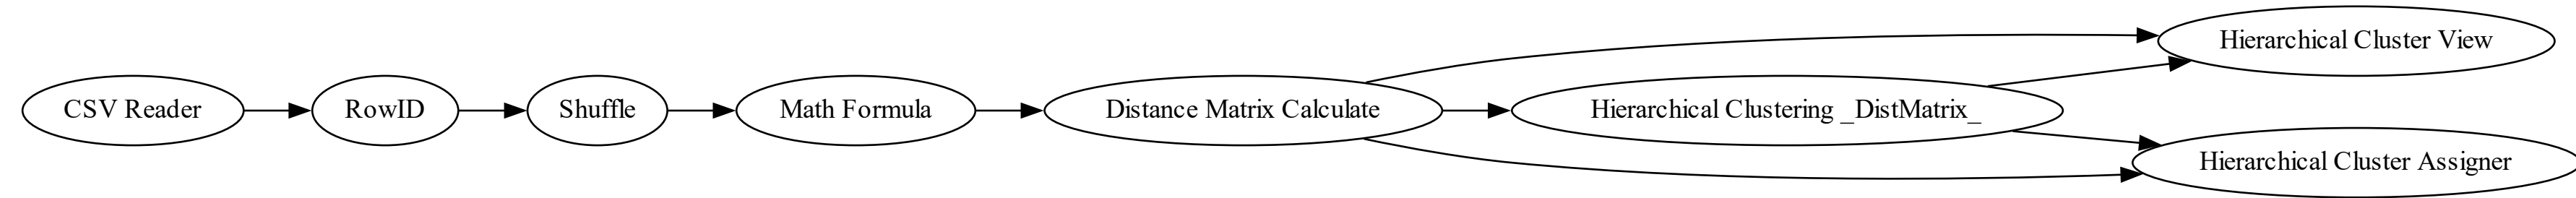 CSV Reader
RowID
Shuffle
Math Formula
Distance Matrix Calculate
Hierarchical Clustering _DistMatrix_
Hierarchical Cluster View
Hierarchical Cluster Assigner